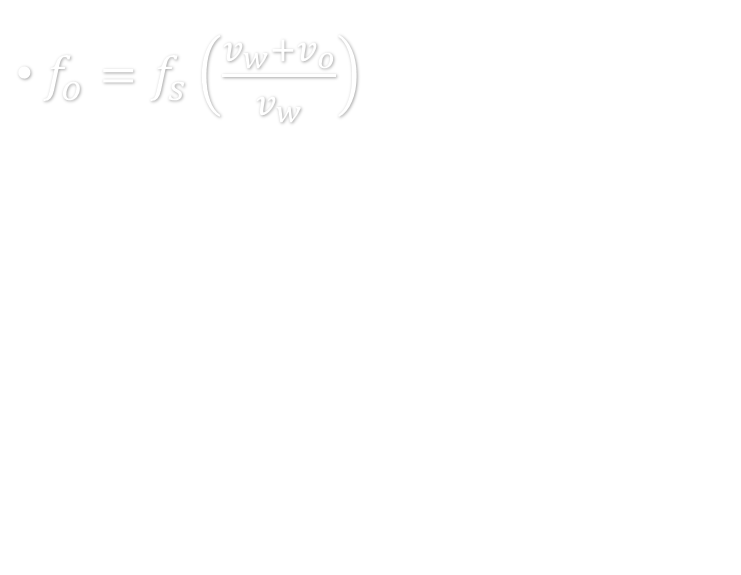 • f_o = f_s ( (v_w+v_o) / v_w )